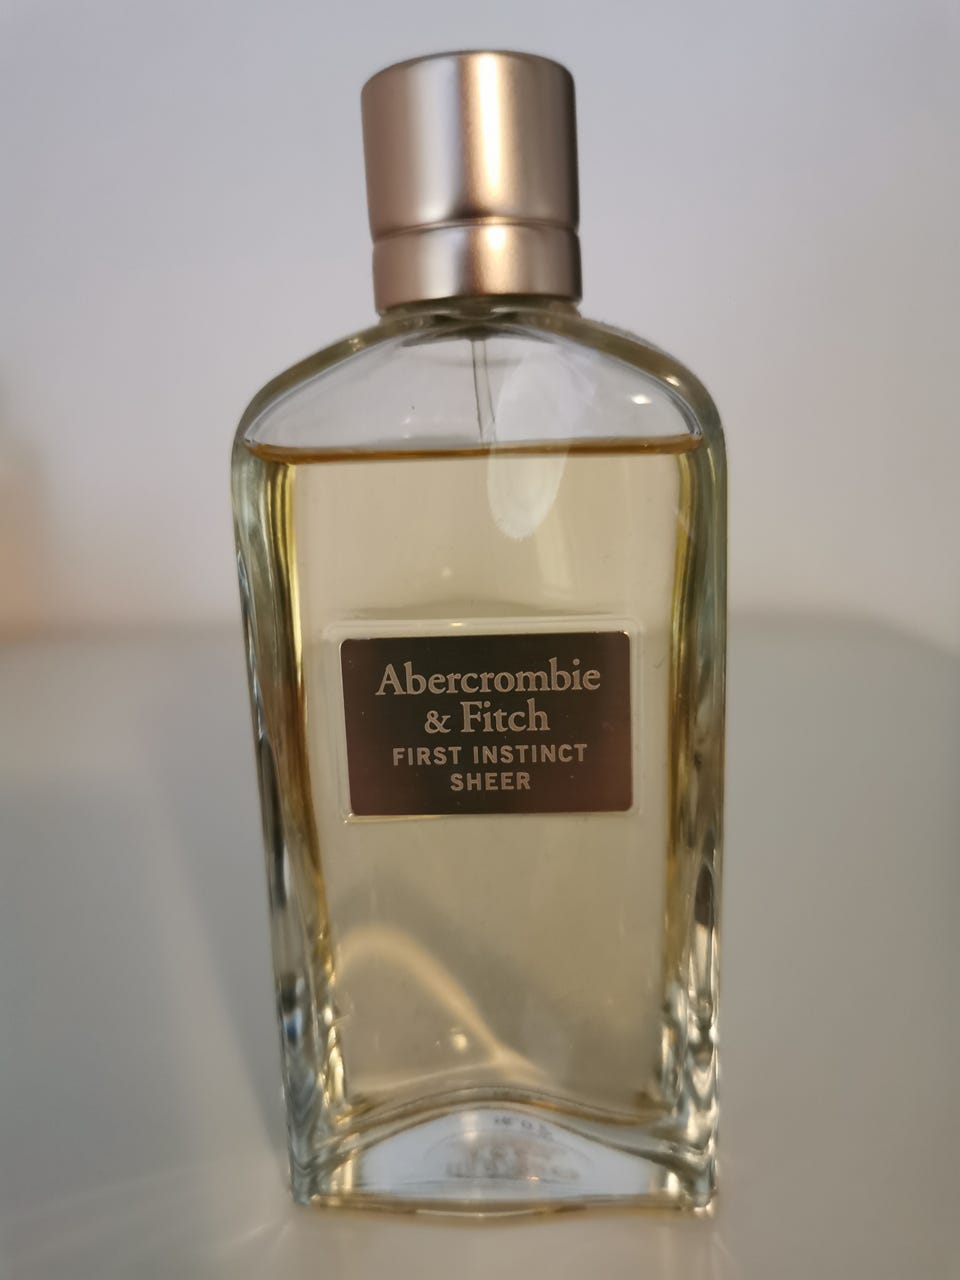 Abercrombie
& Fitch
FIRST INSTINCT
SHEER